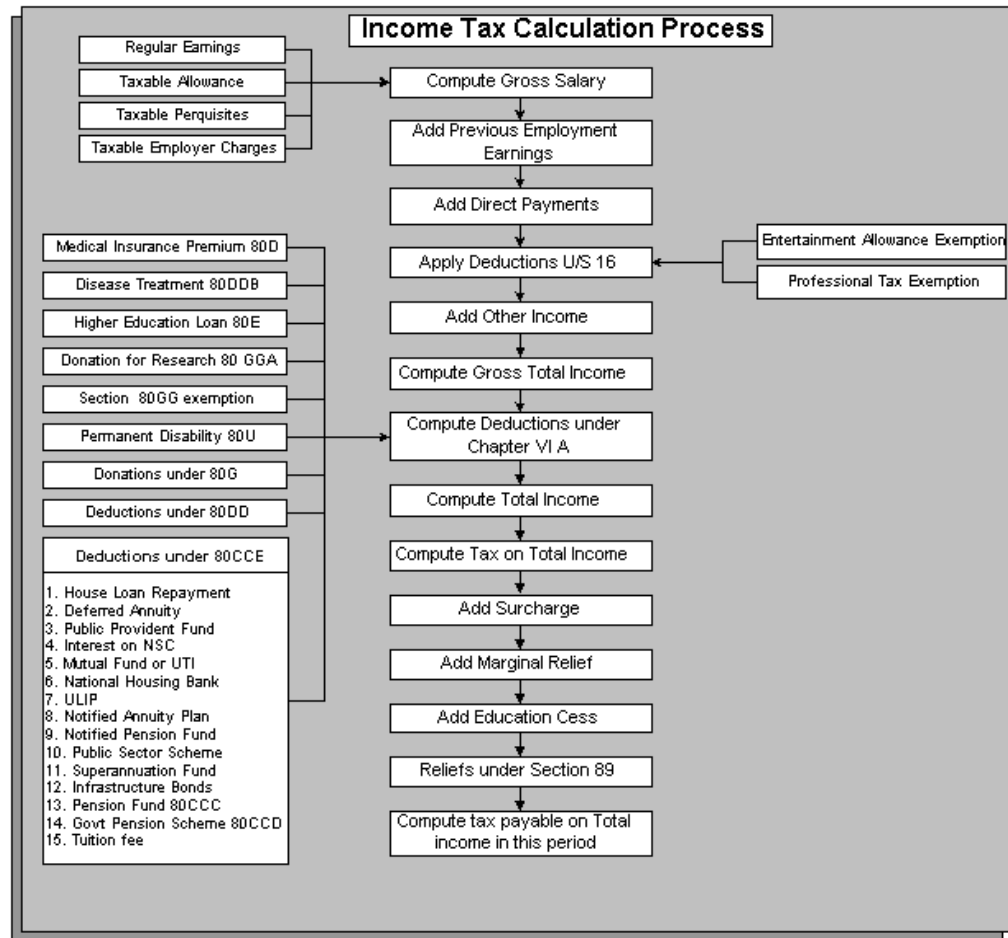 Income Tax Calculation Process
Regular Earnings
Taxable Allowance
Taxable Perquisites
Taxable Employer Charges
Compute Gross Salary
Add Previous Employment
Earnings
Add Direct Payments
Apply Deductions U/S 16
Entertainment Allowance Exemption
Professional Tax Exemption
Add Other Income
Compute Gross Total Income
Medical Insurance Premium 80D
Disease Treatment 80DDB
Higher Education Loan 80E
Donation for Research 80 GGA
Section 80GG exemption
Permanent Disability 80U
Donations under 80G
Deductions under 80DD
Deductions under 80CCE
1. House Loan Repayment
2. Deferred Annuity
3. Public Provident Fund
4. Interest on NSC
5. Mutual Fund or UTI
6. National Housing Bank
7. ULIP
8. Notified Annuity Plan
9. Notified Pension Fund
10. Public Sector Scheme
11. Superannuation Fund
12. Infrastructure Bonds
13. Pension Fund 80CCC
14. Govt Pension Scheme 80CCD
15. Tuition fee
Compute Deductions under
Chapter VI A
Compute Total Income
Compute Tax on Total Income
Add Surcharge
Add Marginal Relief
Add Education Cess
Reliefs under Section 89
Compute tax payable on Total
income in this period